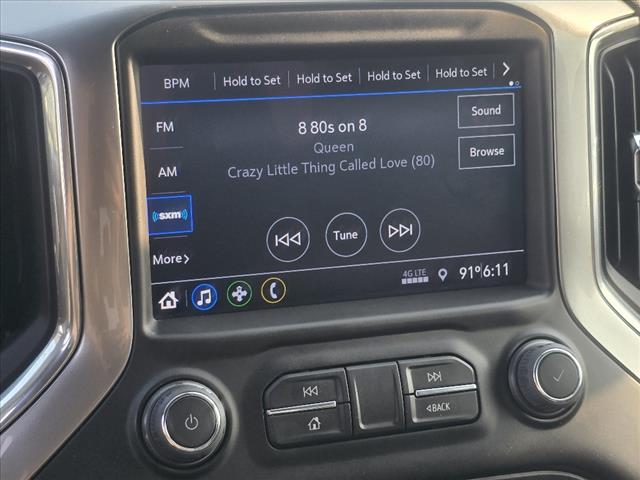 BPM Hold to Set Hold to Set Hold to Set Hold to Set
FM
8 80s on 8
Sound
Queen
AM
Crazy Little Thing Called Love (80)
Browse
sxm
Tune
More
4G LTE
91° 6:11
BACK